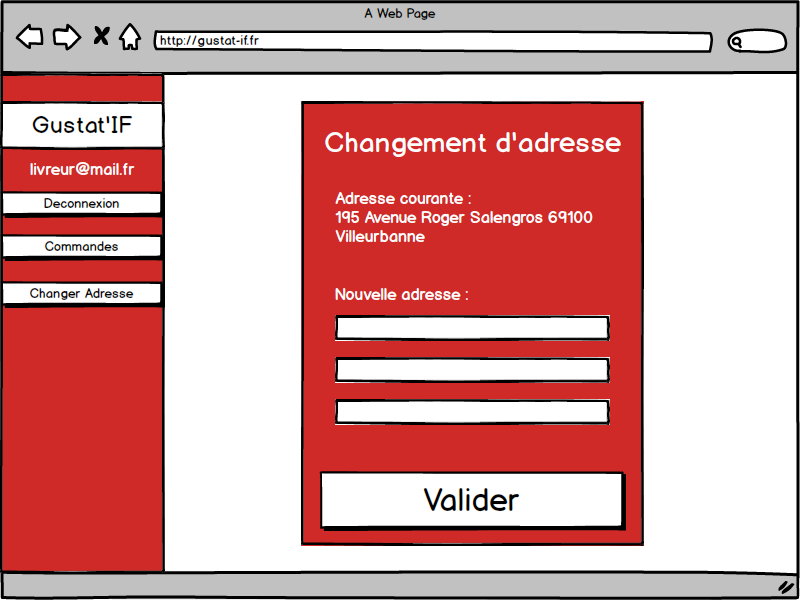 A Web Page
http://gustat-if.fr
Gustat'IF
livreur@mail.fr
Deconnexion
Commandes
Changer Adresse
Changement d'adresse
Adresse courante :
195 Avenue Roger Salengros 69100
Villeurbanne
Nouvelle adresse :
Valider